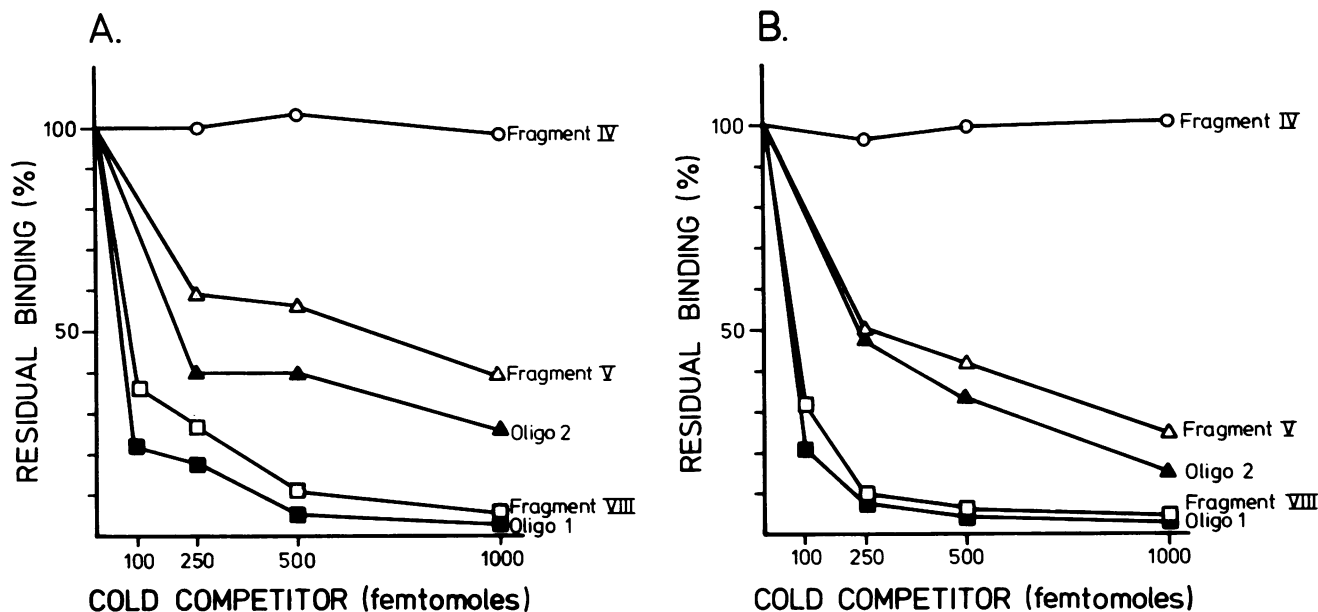 A.
RESIDUAL BINDING (%)
100
50
Fragment IV
Fragment V
Oligo 2
Fragment VIII
Oligo 1
100 250 500 1000
COLD COMPETITOR (femtomoles)
B.
RESIDUAL BINDING (%)
100
50
Fragment IV
Fragment V
Oligo 2
Fragment VIII
Oligo 1
100 250 500 1000
COLD COMPETITOR (femtomoles)